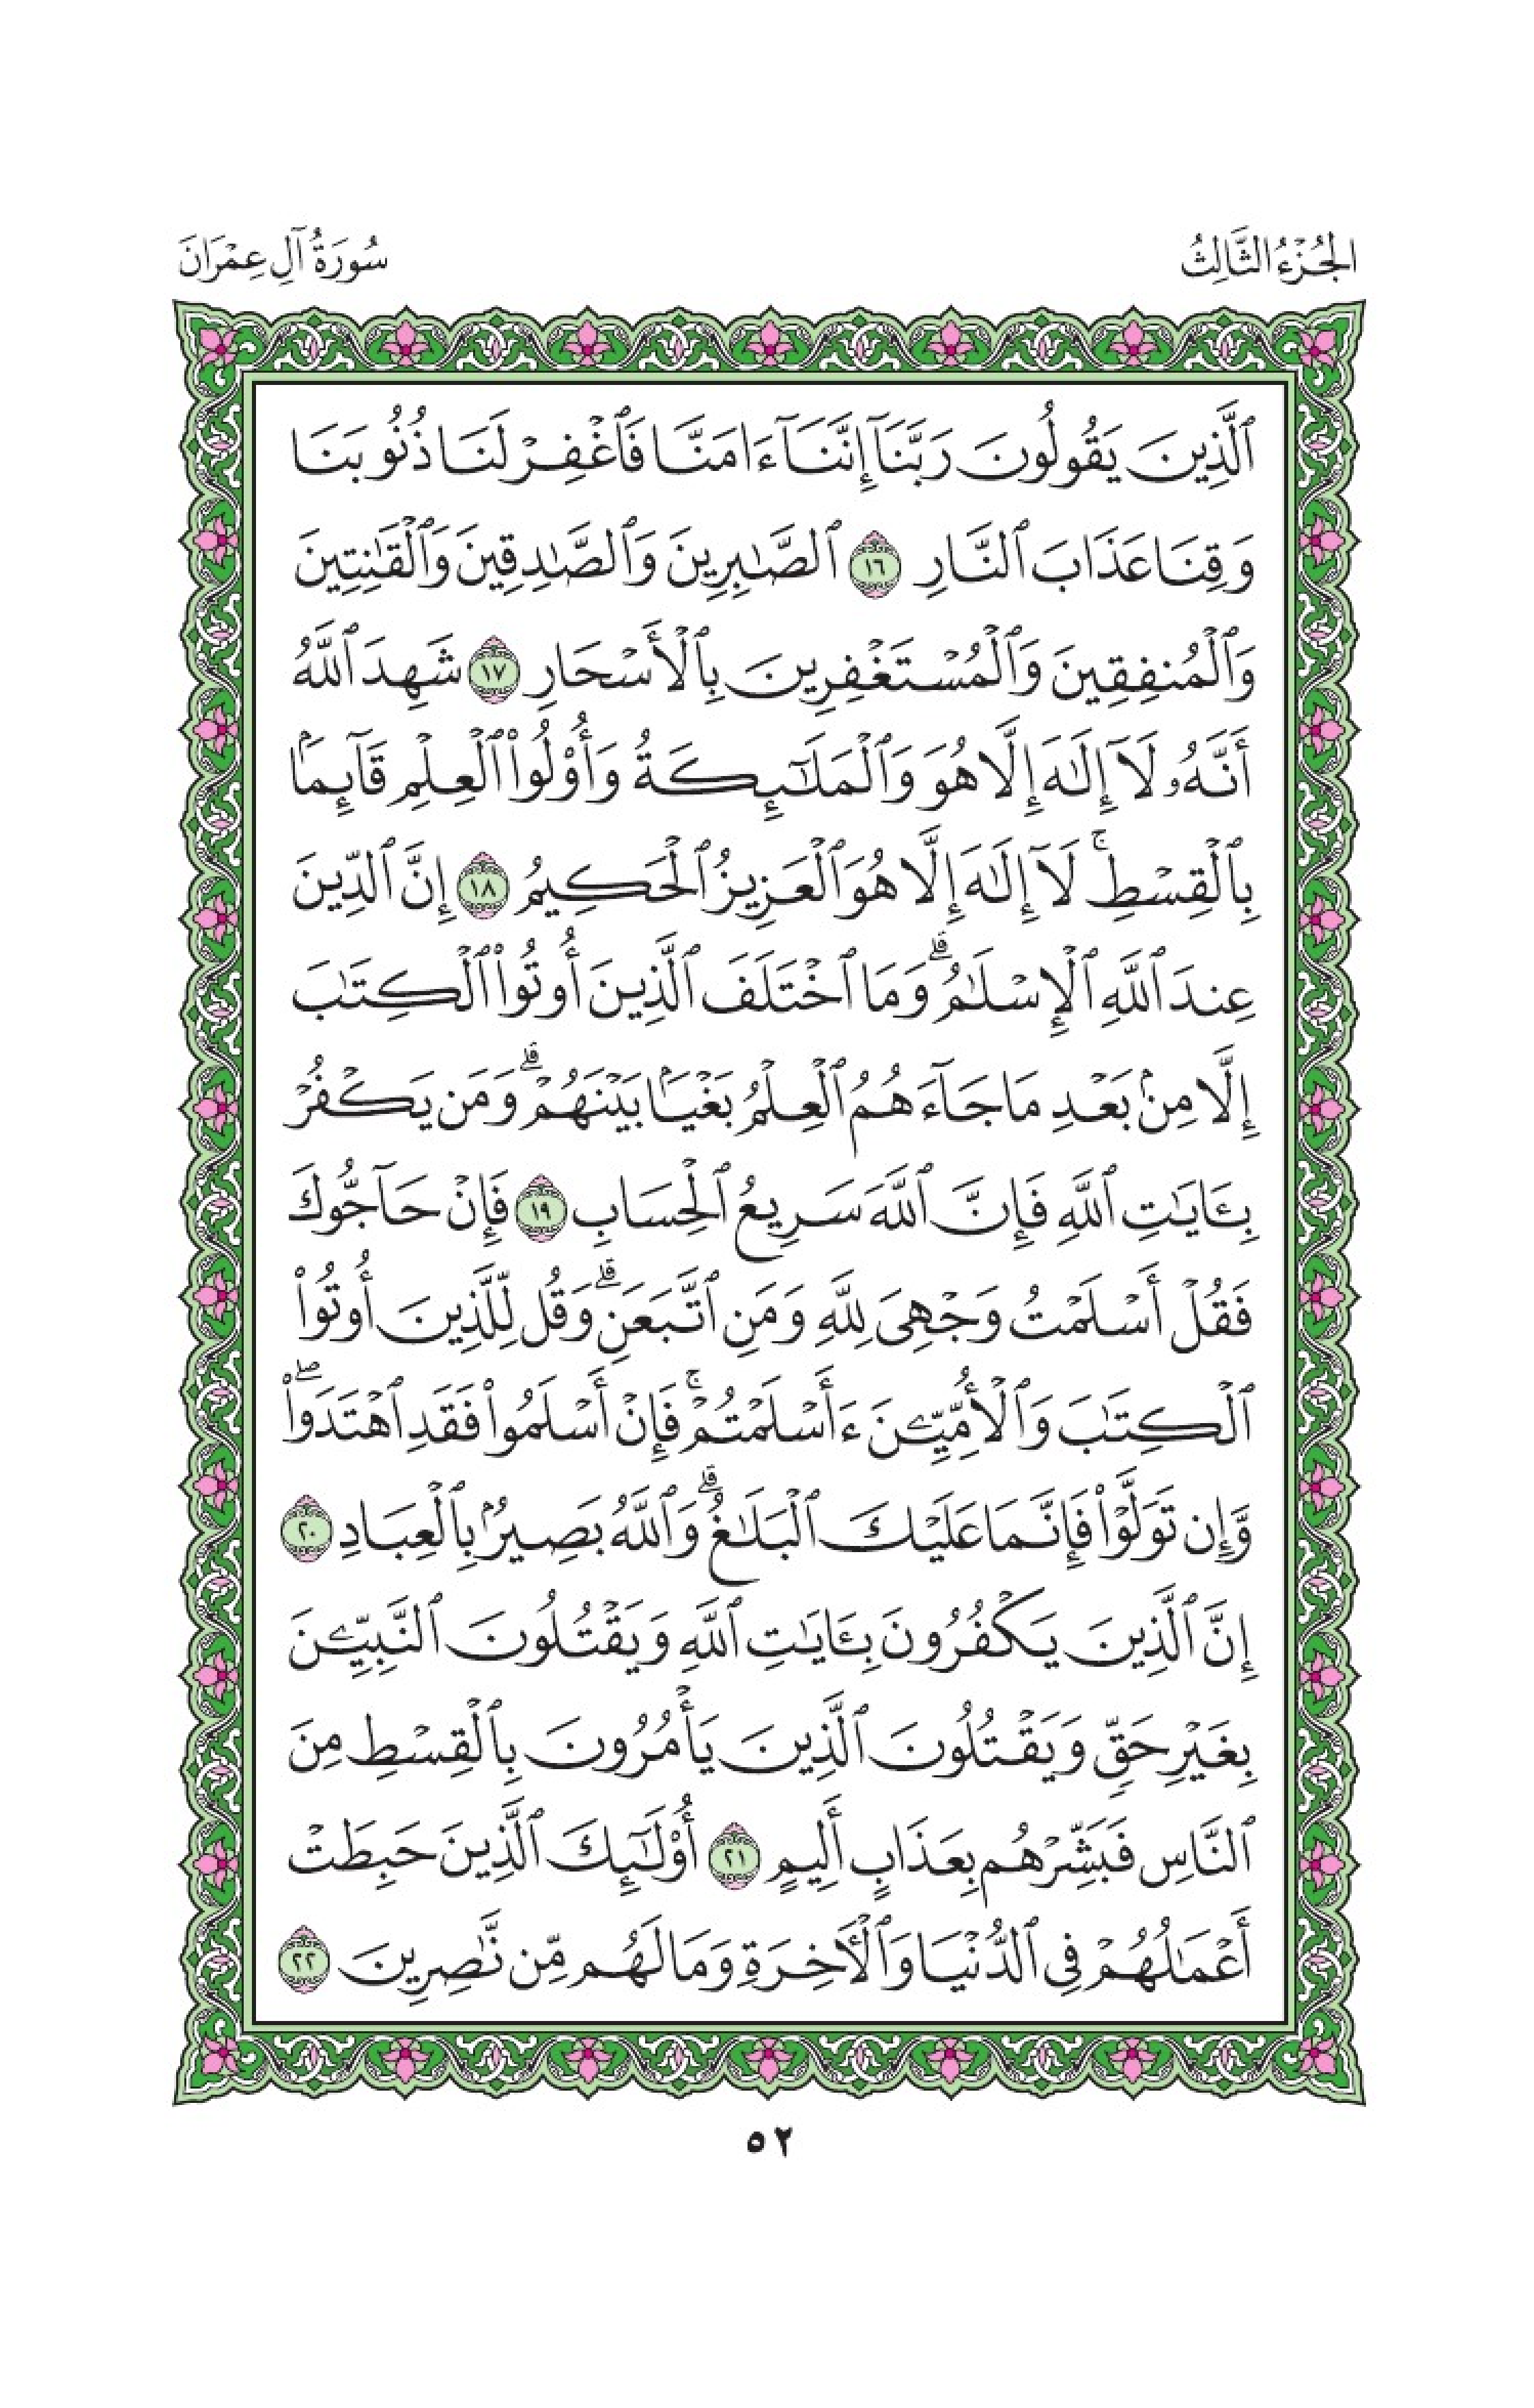 الجُزْءُ الثَّالِثُ
سُورَةُ آلِ عِمْرَانَ
ٱلَّذِينَ يَقُولُونَ رَبَّنَآ إِنَّنَآ ءَامَنَّا فَٱغْفِرْ لَنَا ذُنُوبَنَا
وَقِنَا عَذَابَ ٱلنَّارِ ١٦ ٱلصَّٰبِرِينَ وَٱلصَّٰدِقِينَ وَٱلْقَٰنِتِينَ
وَٱلْمُنفِقِينَ وَٱلْمُسْتَغْفِرِينَ بِٱلْأَسْحَارِ ١٧ شَهِدَ ٱللَّهُ
أَنَّهُۥ لَآ إِلَٰهَ إِلَّا هُوَ وَٱلْمَلَٰٓئِكَةُ وَأُو۟لُوا۟ ٱلْعِلْمِ قَآئِمًۢا
بِٱلْقِسْطِ ۚ لَآ إِلَٰهَ إِلَّا هُوَ ٱلْعَزِيزُ ٱلْحَكِيمُ ١٨ إِنَّ ٱلدِّينَ
عِندَ ٱللَّهِ ٱلْإِسْلَٰمُ ۗ وَمَا ٱخْتَلَفَ ٱلَّذِينَ أُوتُوا۟ ٱلْكِتَٰبَ
إِلَّا مِنۢ بَعْدِ مَا جَآءَهُمُ ٱلْعِلْمُ بَغْيًۢا بَيْنَهُمْ ۗ وَمَن يَكْفُرْ
بِـَٔايَٰتِ ٱللَّهِ فَإِنَّ ٱللَّهَ سَرِيعُ ٱلْحِسَابِ ١٩ فَإِنْ حَآجُّوكَ
فَقُلْ أَسْلَمْتُ وَجْهِىَ لِلَّهِ وَمَنِ ٱتَّبَعَنِ ۗ وَقُل لِّلَّذِينَ أُوتُوا۟
ٱلْكِتَٰبَ وَٱلْأُمِّيِّـۧنَ ءَأَسْلَمْتُمْ ۚ فَإِنْ أَسْلَمُوا۟ فَقَدِ ٱهْتَدَوا۟ ۖ
وَّإِن تَوَلَّوْا۟ فَإِنَّمَا عَلَيْكَ ٱلْبَلَٰغُ ۗ وَٱللَّهُ بَصِيرٌۢ بِٱلْعِبَادِ ٢٠
إِنَّ ٱلَّذِينَ يَكْفُرُونَ بِـَٔايَٰتِ ٱللَّهِ وَيَقْتُلُونَ ٱلنَّبِيِّـۧنَ
بِغَيْرِ حَقٍّ وَيَقْتُلُونَ ٱلَّذِينَ يَأْمُرُونَ بِٱلْقِسْطِ مِنَ
ٱلنَّاسِ فَبَشِّرْهُم بِعَذَابٍ أَلِيمٍ ٢١ أُو۟لَٰٓئِكَ ٱلَّذِينَ حَبِطَتْ
أَعْمَٰلُهُمْ فِى ٱلدُّنْيَا وَٱلْـَٔاخِرَةِ وَمَا لَهُم مِّن نَّٰصِرِينَ ٢٢
٥٢